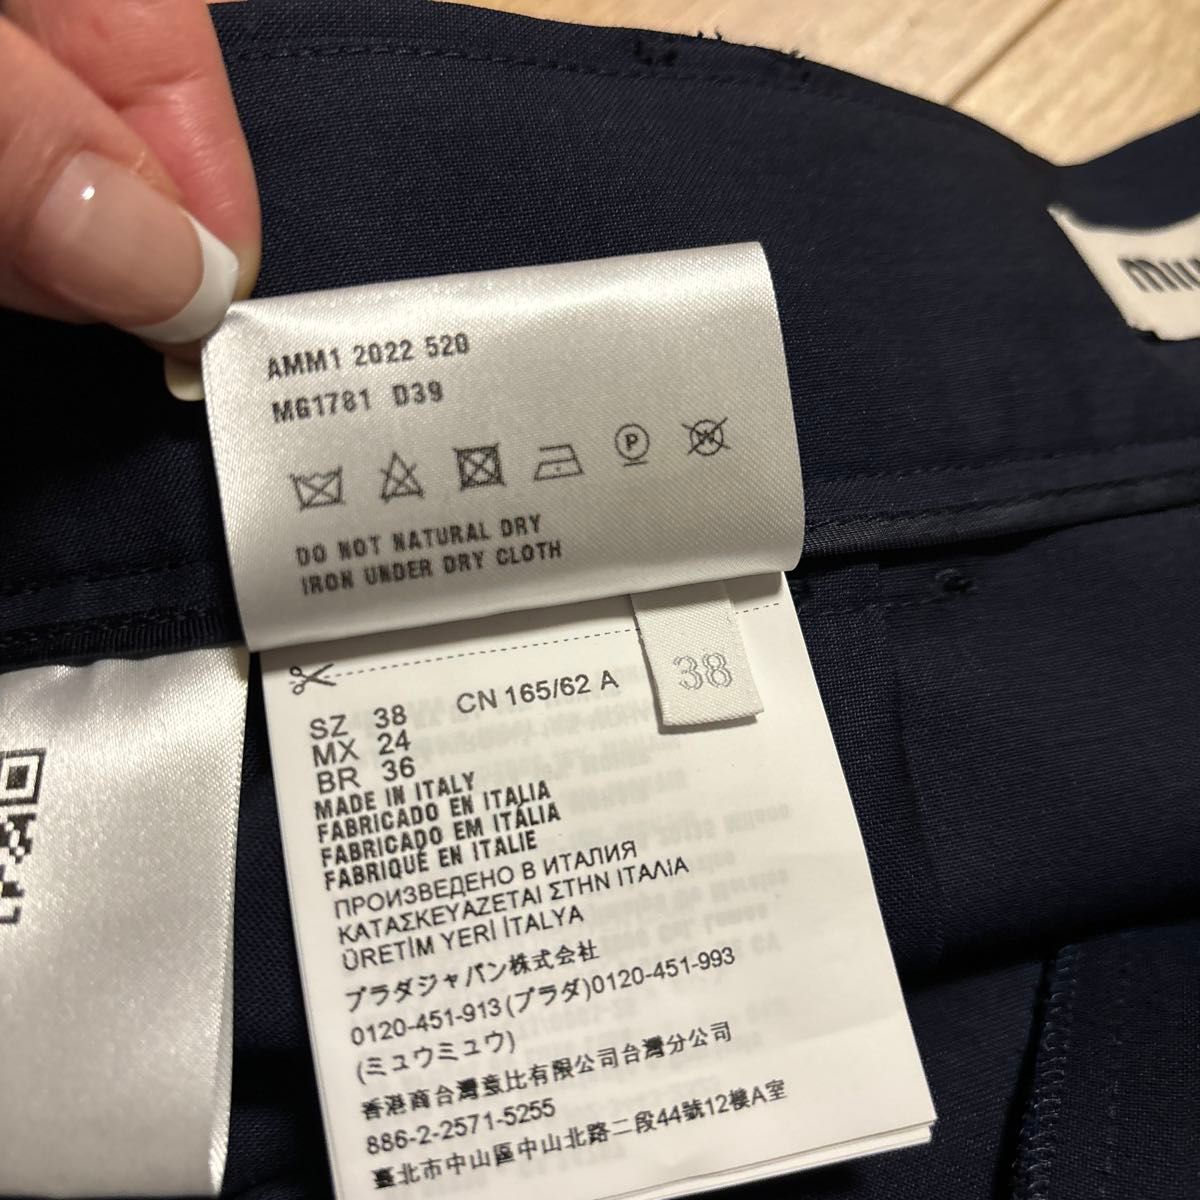 AMM1 2022 520
MG1781 D39
P
W
DO NOT NATURAL DRY
IRON UNDER DRY CLOTH
38
SZ 38 CN 165/62 A
MX 24
BR 36
MADE IN ITALY
FABRICADO EN ITALIA
FABRICADO EM ITÁLIA
FABRIQUÉ EN ITALIE
ПРОИЗВЕДЕНО В ИТАЛИЯ
ΚΑΤΑΣΚΕΥΑΖΕΤΑΙ ΣΤΗΝ ΙΤΑΛΙΑ
ÜRETİM YERİ İTALYA
プラダジャパン株式会社
0120-451-913(プラダ)0120-451-993
(ミュウミュウ)
香港商台灣意比有限公司台灣分公司
886-2-2571-5255
臺北市中山區中山北路二段44號12樓A室